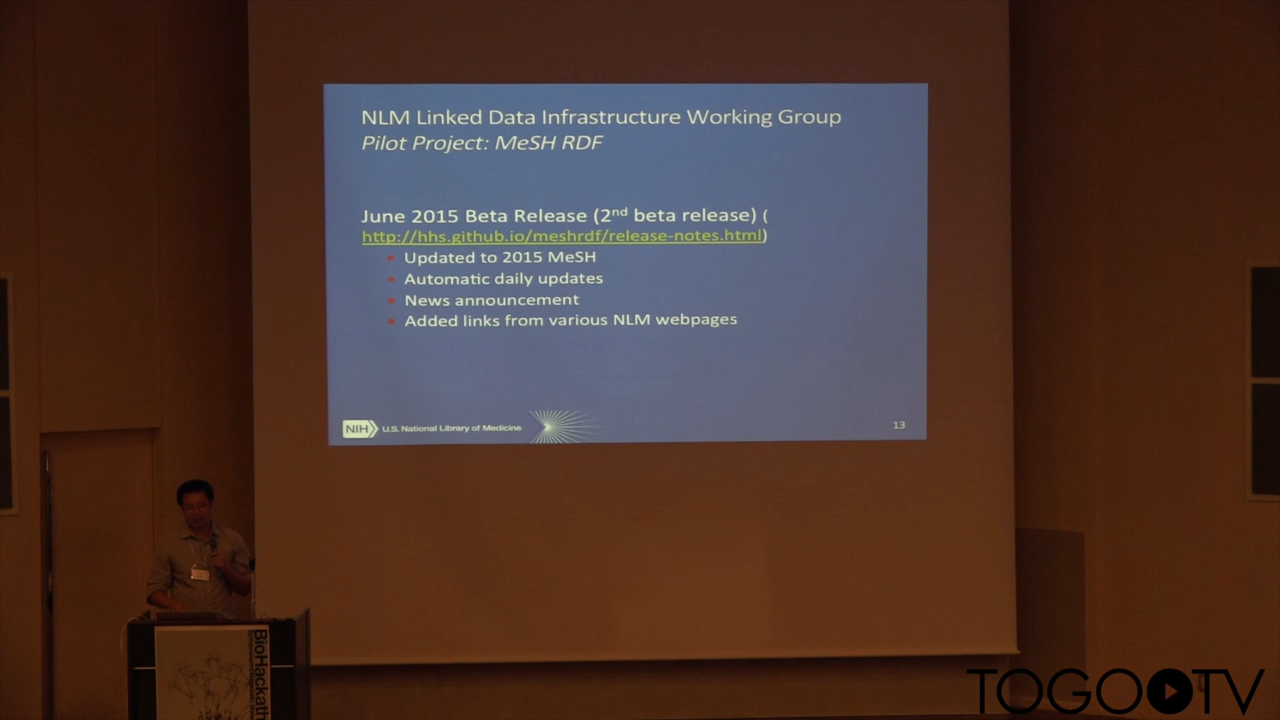 NLM Linked Data Infrastructure Working Group
Pilot Project: MeSH RDF
June 2015 Beta Release (2nd beta release) (
http://hhs.github.io/meshrdf/release-notes.html)
Updated to 2015 MeSH
Automatic daily updates
News announcement
Added links from various NLM webpages
NIH U.S. National Library of Medicine
13
BioHackath
TOGOTV